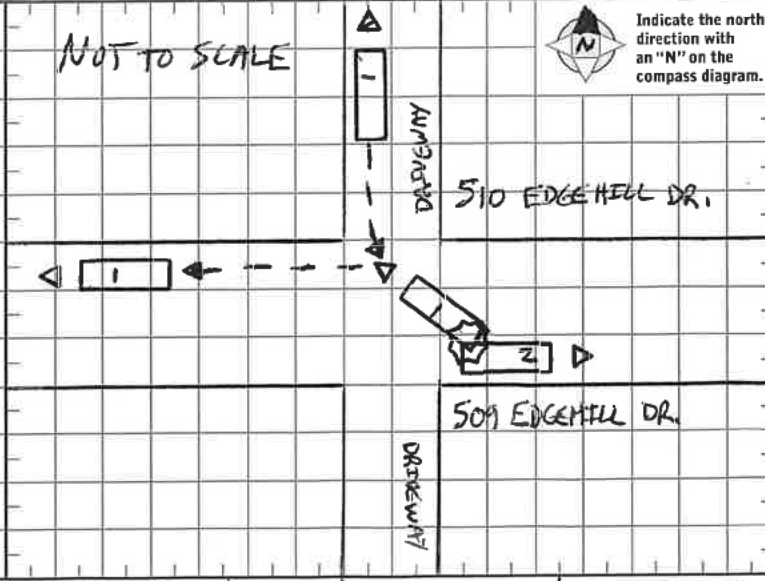 NOT TO SCALE
N
Indicate the north
direction with
an "N" on the
compass diagram.
1
DRIVEWAY
510 EDGEHILL DR.
1
1
2
509 EDGEHILL DR.
DRIVEWAY